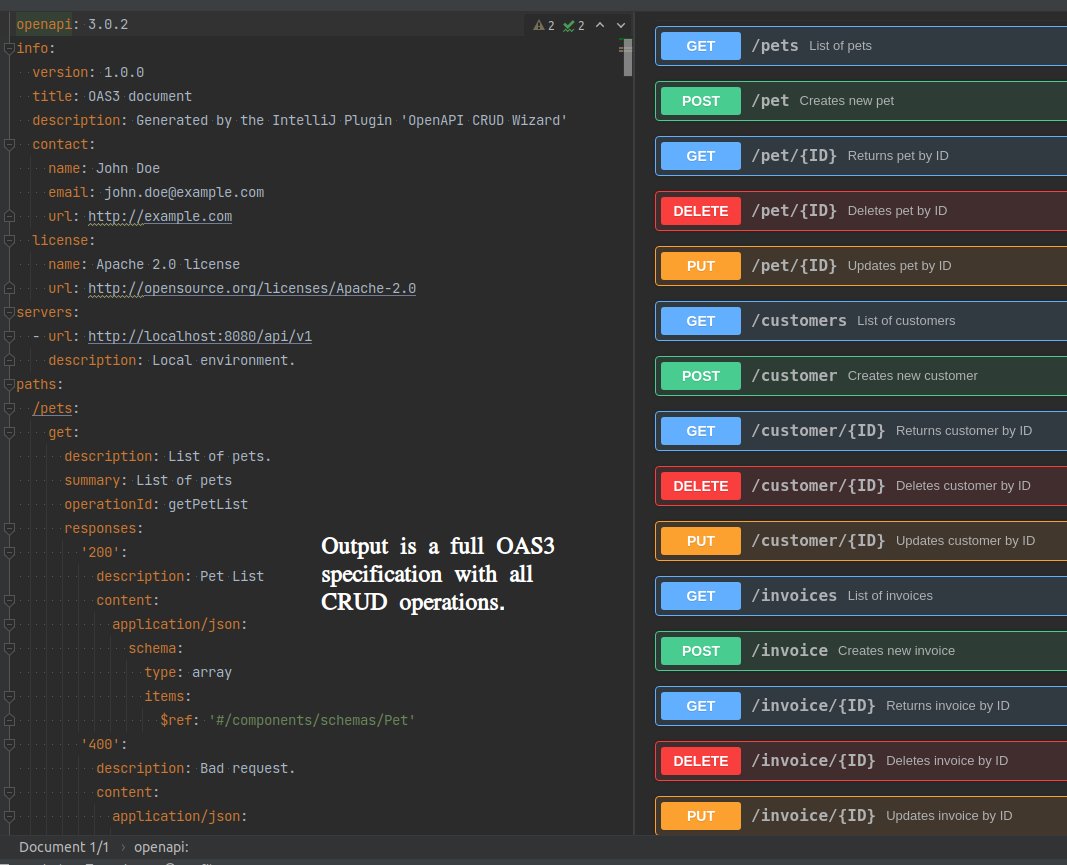 openapi: 3.0.2
2 2
info:
version: 1.0.0
title: OAS3 document
description: Generated by the IntelliJ Plugin 'OpenAPI CRUD Wizard'
contact:
name: John Doe
email: john.doe@example.com
url: http://example.com
license:
name: Apache 2.0 license
url: http://opensource.org/licenses/Apache-2.0
servers:
- url: http://localhost:8080/api/v1
description: Local environment.
paths:
/pets:
get:
description: List of pets.
summary: List of pets
operationId: getPetList
responses:
'200':
description: Pet List
content:
application/json:
schema:
type: array
items:
$ref: '#/components/schemas/Pet'
'400':
description: Bad request.
content:
application/json:
Output is a full OAS3
specification with all
CRUD operations.
GET /pets List of pets
POST /pet Creates new pet
GET /pet/{ID} Returns pet by ID
DELETE /pet/{ID} Deletes pet by ID
PUT /pet/{ID} Updates pet by ID
GET /customers List of customers
POST /customer Creates new customer
GET /customer/{ID} Returns customer by ID
DELETE /customer/{ID} Deletes customer by ID
PUT /customer/{ID} Updates customer by ID
GET /invoices List of invoices
POST /invoice Creates new invoice
GET /invoice/{ID} Returns invoice by ID
DELETE /invoice/{ID} Deletes invoice by ID
PUT /invoice/{ID} Updates invoice by ID
Document 1/1 › openapi: